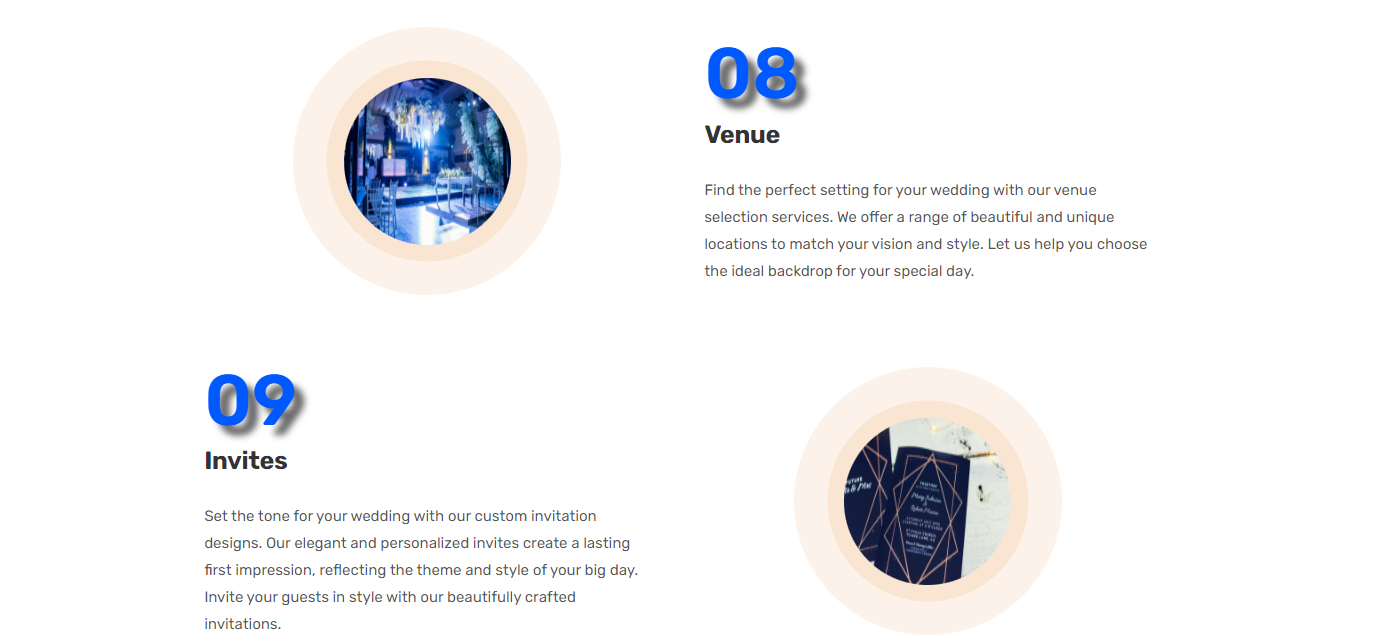 08
Venue
Find the perfect setting for your wedding with our venue
selection services. We offer a range of beautiful and unique
locations to match your vision and style. Let us help you choose
the ideal backdrop for your special day.
09
Invites
Set the tone for your wedding with our custom invitation
designs. Our elegant and personalized invites create a lasting
first impression, reflecting the theme and style of your big day.
Invite your guests in style with our beautifully crafted
invitations.